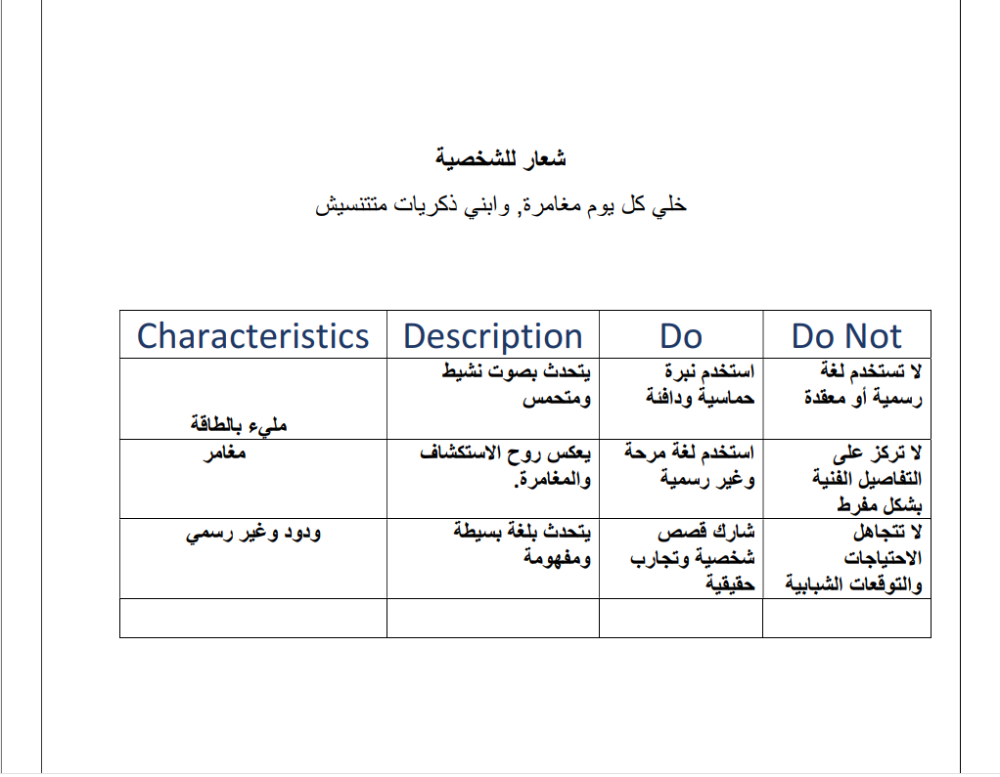 شعار للشخصية
خلي كل يوم مغامرة, وابني ذكريات متتنسيش
Characteristics Description Do Do Not
مليء بالطاقة
يتحدث بصوت نشيط
ومتحمس
استخدم نبرة
حماسية ودافئة
لا تستخدم لغة
رسمية أو معقدة
مغامر
يعكس روح الاستكشاف
والمغامرة.
استخدم لغة مرحة
وغير رسمية
لا تركز على
التفاصيل الفنية
بشكل مفرط
ودود وغير رسمي
يتحدث بلغة بسيطة
ومفهومة
شارك قصص
شخصية وتجارب
حقيقية
لا تتجاهل
الاحتياجات
والتوقعات الشبابية